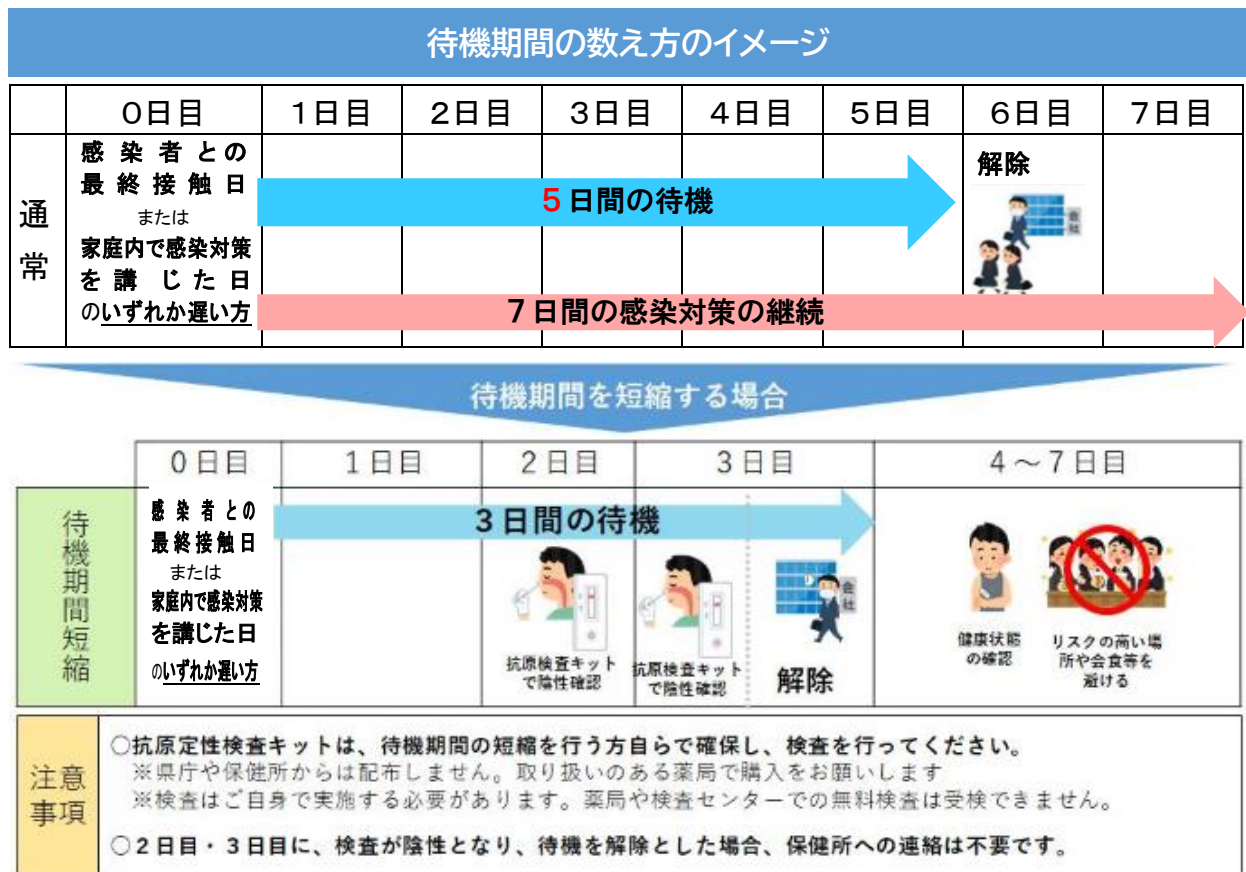 待機期間の数え方のイメージ
0日目 1日目 2日目 3日目 4日目 5日目 6日目 7日目
通常
感染者との
最終接触日
または
家庭内で感染対策
を講じた日
のいずれか遅い方
5日間の待機
7日間の感染対策の継続
解除
会社
待機期間を短縮する場合
0日目 1日目 2日目 3日目 4～7日目
待機期間短縮
感染者との
最終接触日
または
家庭内で感染対策
を講じた日
のいずれか遅い方
3日間の待機
抗原検査キット
で陰性確認
抗原検査キット
で陰性確認
会社
解除
健康状態
の確認
リスクの高い場
所や会食等を
避ける
注意
事項
○抗原定性検査キットは、待機期間の短縮を行う方自らで確保し、検査を行ってください。
※県庁や保健所からは配布しません。取り扱いのある薬局で購入をお願いします
※検査はご自身で実施する必要があります。薬局や検査センターでの無料検査は受検できません。
○2日目・3日目に、検査が陰性となり、待機を解除とした場合、保健所への連絡は不要です。